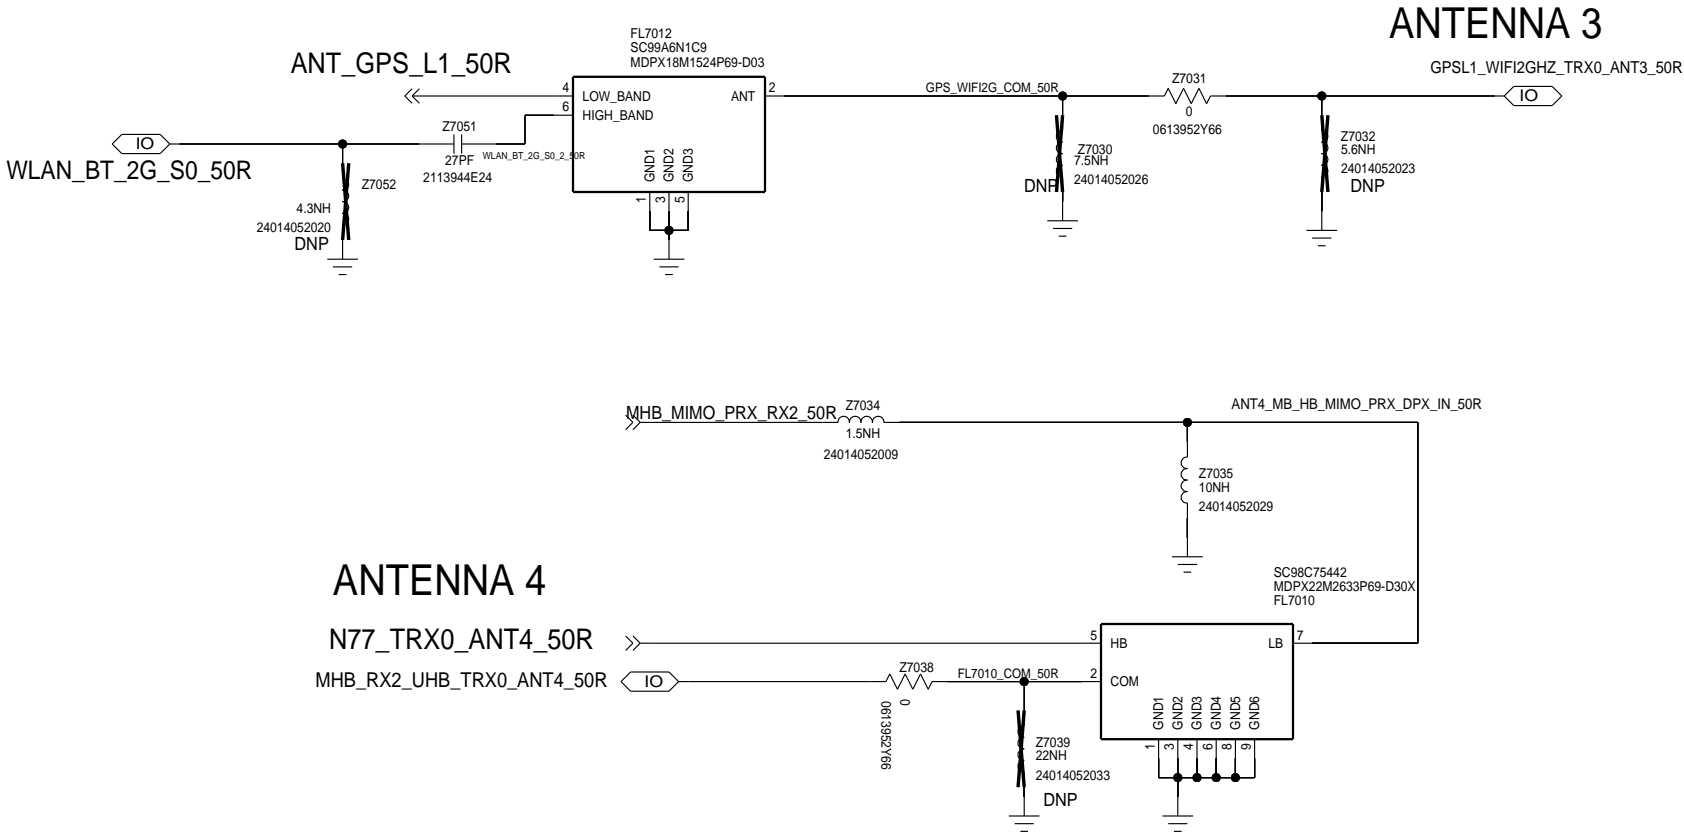 ANTENNA 3
FL7012
SC99A6N1C9
MDPX18M1524P69-D03
ANT_GPS_L1_50R
GPSL1_WIFI2GHZ_TRX0_ANT3_50R
4
LOW_BAND
6
HIGH_BAND
ANT
2
GPS_WIFI2G_COM_50R
Z7031
0
0613952Y66
IO
IO
WLAN_BT_2G_S0_50R
Z7051
27PF
2113944E24
WLAN_BT_2G_S0_2_50R
GND1
GND2
GND3
1
3
5
Z7052
4.3NH
24014052020
DNP
Z7030
7.5NH
24014052026
DNP
Z7032
5.6NH
24014052023
DNP
MHB_MIMO_PRX_RX2_50R
Z7034
1.5NH
24014052009
ANT4_MB_HB_MIMO_PRX_DPX_IN_50R
Z7035
10NH
24014052029
ANTENNA 4
SC98C75442
MDPX22M2633P69-D30X
FL7010
N77_TRX0_ANT4_50R
5
HB
LB
7
MHB_RX2_UHB_TRX0_ANT4_50R
IO
Z7038
0
0613952Y66
FL7010_COM_50R
2
COM
GND1
GND2
GND3
GND4
GND5
GND6
1
3
4
6
8
9
Z7039
22NH
24014052033
DNP